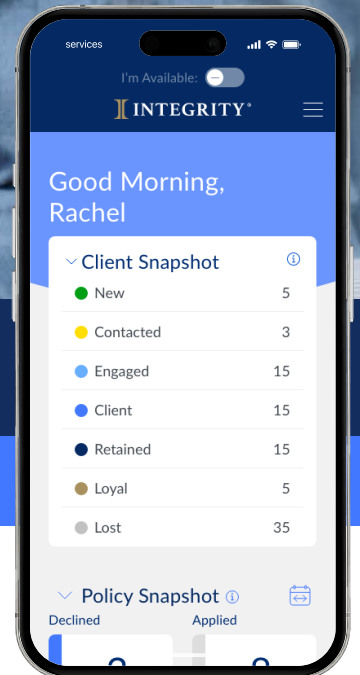 services
I'm Available:
INTEGRITY®
Good Morning,
Rachel
Client Snapshot
New 5
Contacted 3
Engaged 15
Client 15
Retained 15
Loyal 5
Lost 35
Policy Snapshot
Declined Applied